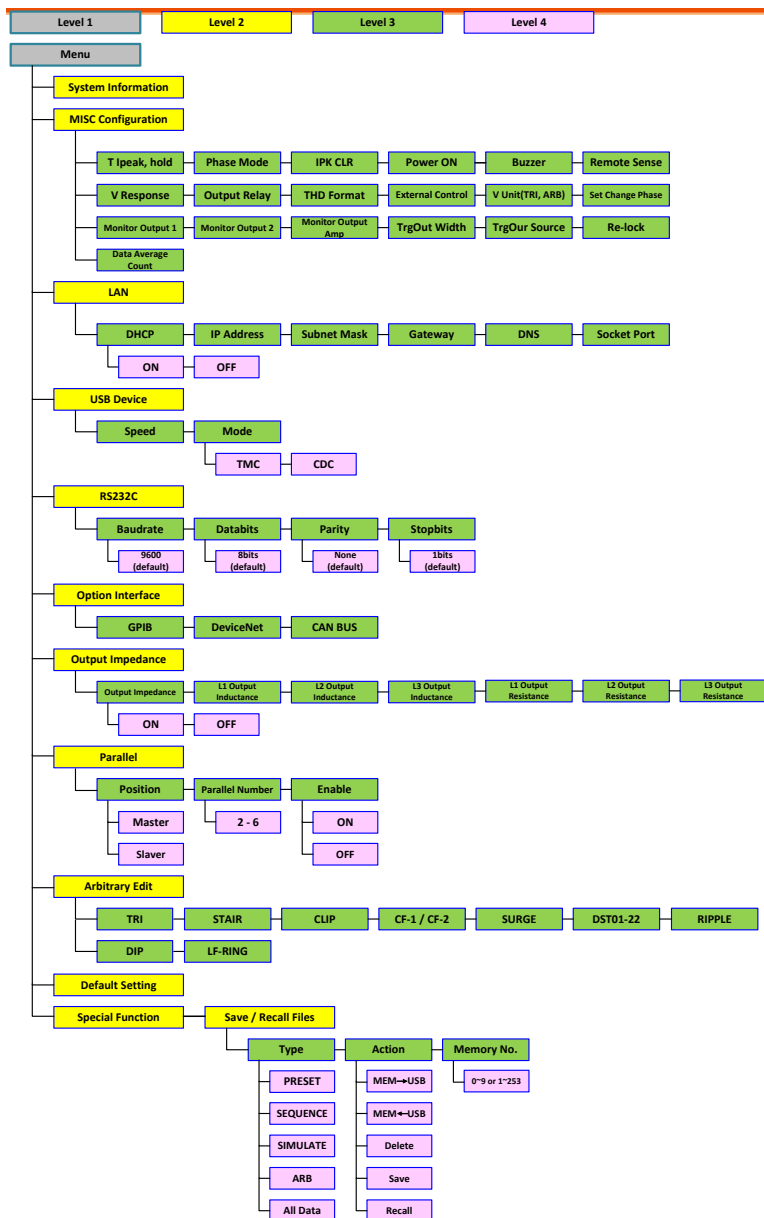 Level 1 Level 2 Level 3 Level 4
Menu
System Information
MISC Configuration
T Ipeak, hold Phase Mode IPK CLR Power ON Buzzer Remote Sense
V Response Output Relay THD Format External Control V Unit(TRI, ARB) Set Change Phase
Monitor Output 1 Monitor Output 2 Monitor Output Amp TrgOut Width TrgOur Source Re-lock
Data Average Count
LAN
DHCP IP Address Subnet Mask Gateway DNS Socket Port
ON OFF
USB Device
Speed Mode
TMC CDC
RS232C
Baudrate Databits Parity Stopbits
9600 (default) 8bits (default) None (default) 1bits (default)
Option Interface
GPIB DeviceNet CAN BUS
Output Impedance
Output Impedance L1 Output Inductance L2 Output Inductance L3 Output Inductance L1 Output Resistance L2 Output Resistance L3 Output Resistance
ON OFF
Parallel
Position Parallel Number Enable
Master 2 - 6 ON
Slaver OFF
Arbitrary Edit
TRI STAIR CLIP CF-1 / CF-2 SURGE DST01-22 RIPPLE
DIP LF-RING
Default Setting
Special Function Save / Recall Files
Type Action Memory No.
PRESET MEM→USB 0~9 or 1~253
SEQUENCE MEM←USB
SIMULATE Delete
ARB Save
All Data Recall